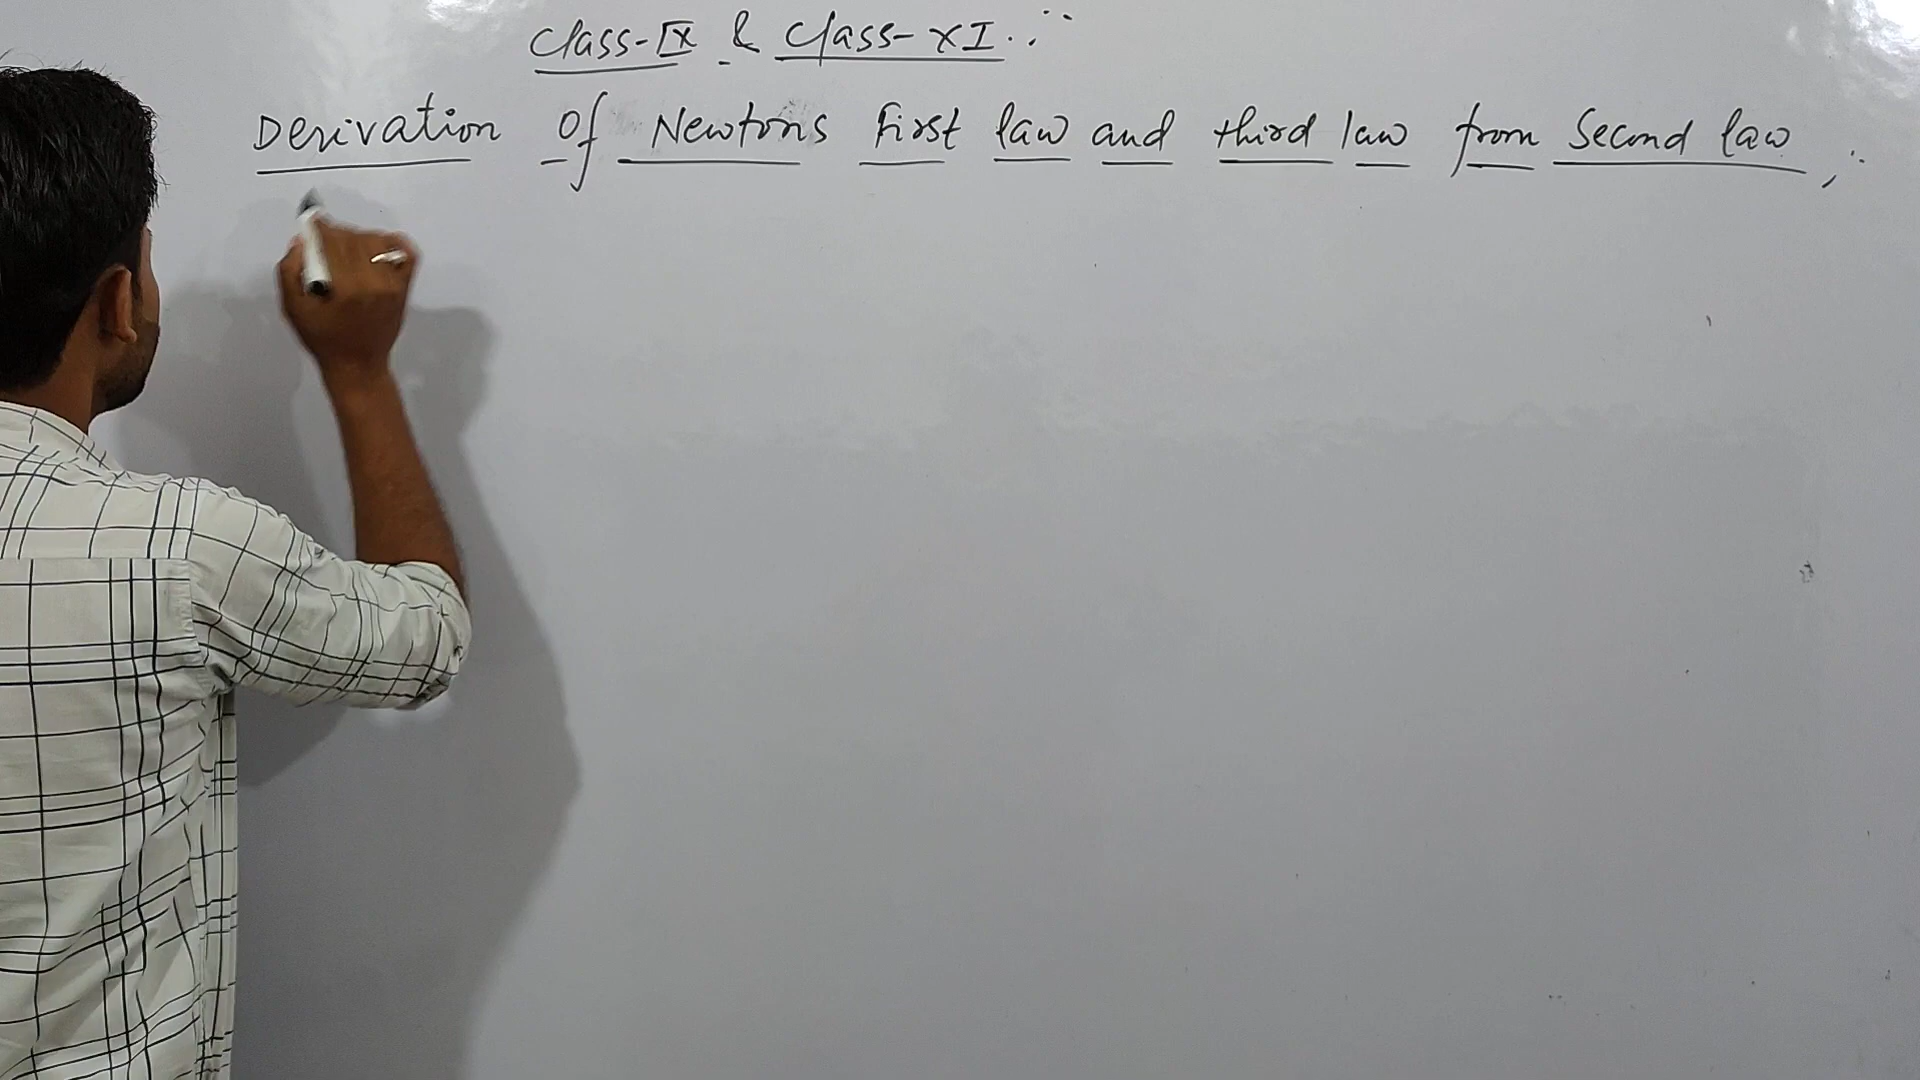 Class-IX & Class-XI :-
Derivation Of Newtons First law and third law from Second law ;-